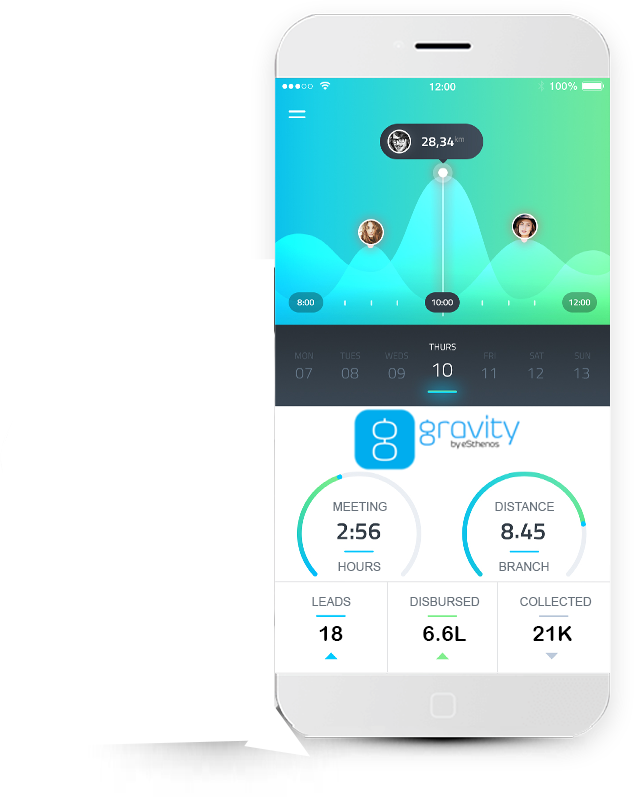 12:00 100%
28,34 km
8:00 10:00 12:00
MON TUES WEDS THURS FRI SAT SUN
07 08 09 10 11 12 13
gravity
by eSthenos
MEETING DISTANCE
2:56 8.45
HOURS BRANCH
LEADS DISBURSED COLLECTED
18 6.6L 21K